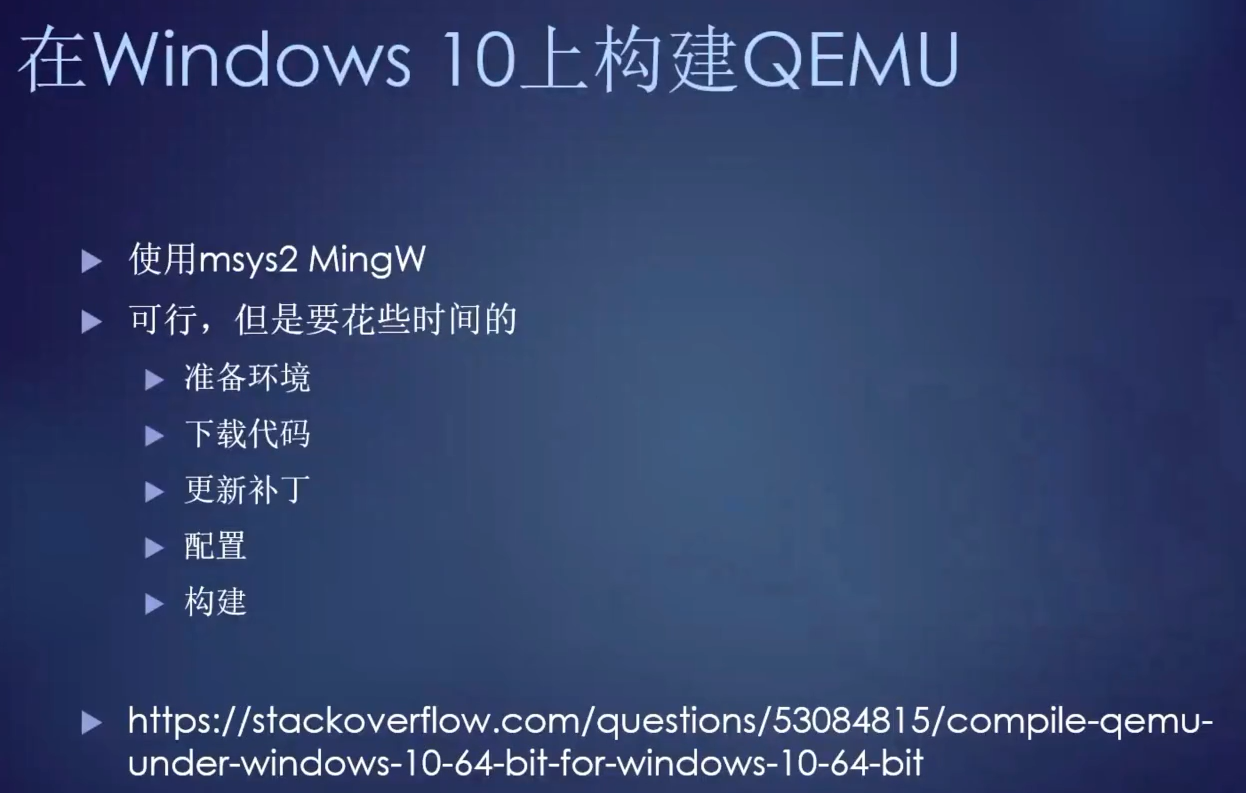 在Windows 10上构建QEMU
使用msys2 MingW
可行，但是要花些时间的
准备环境
下载代码
更新补丁
配置
构建
https://stackoverflow.com/questions/53084815/compile-qemu-
under-windows-10-64-bit-for-windows-10-64-bit